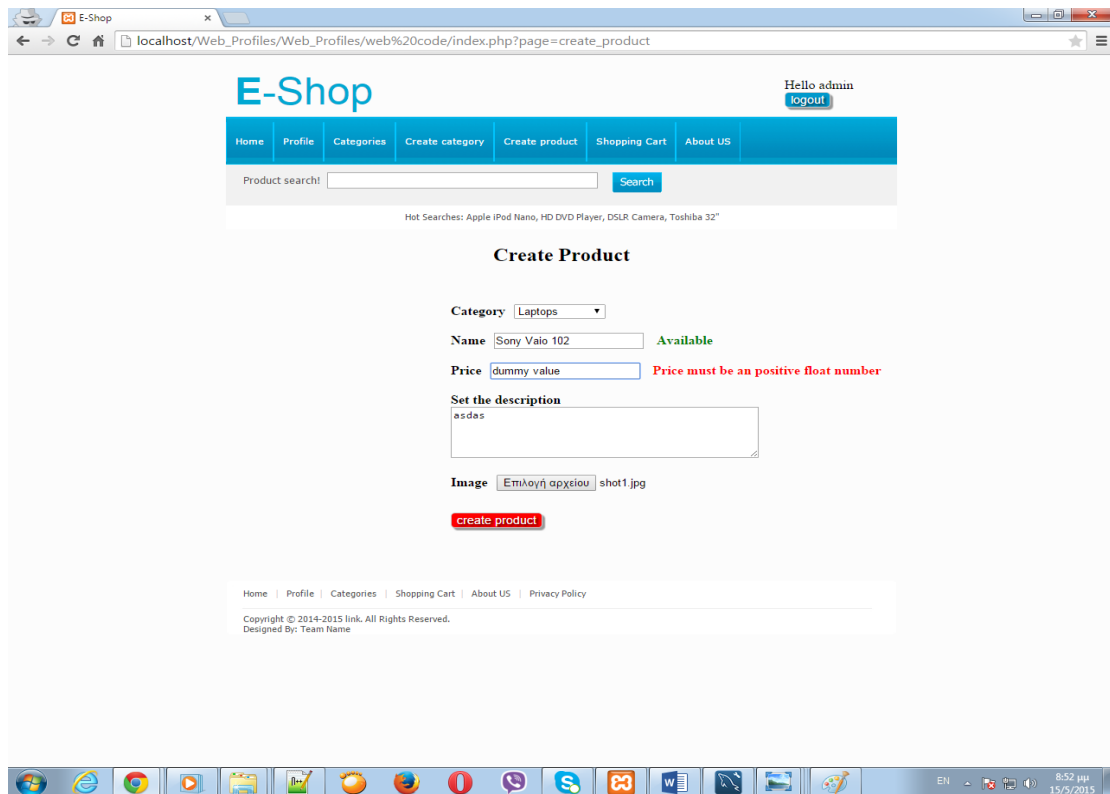 E-Shop
localhost/Web_Profiles/Web_Profiles/web%20code/index.php?page=create_product
E-Shop
Hello admin
logout
Home Profile Categories Create category Create product Shopping Cart About US
Product search! Search
Hot Searches: Apple iPod Nano, HD DVD Player, DSLR Camera, Toshiba 32"
Create Product
Category Laptops
Name Sony Vaio 102 Available
Price dummy value Price must be an positive float number
Set the description
asdas
Image Επιλογή αρχείου shot1.jpg
create product
Home | Profile | Categories | Shopping Cart | About US | Privacy Policy
Copyright © 2014-2015 link. All Rights Reserved.
Designed By: Team Name
EN 8:52 μμ
15/5/2015